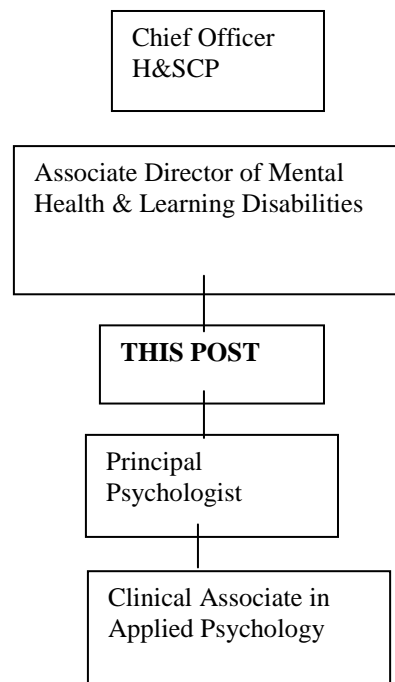 Chief Officer
H&SCP
Associate Director of Mental
Health & Learning Disabilities
THIS POST
Principal
Psychologist
Clinical Associate in
Applied Psychology